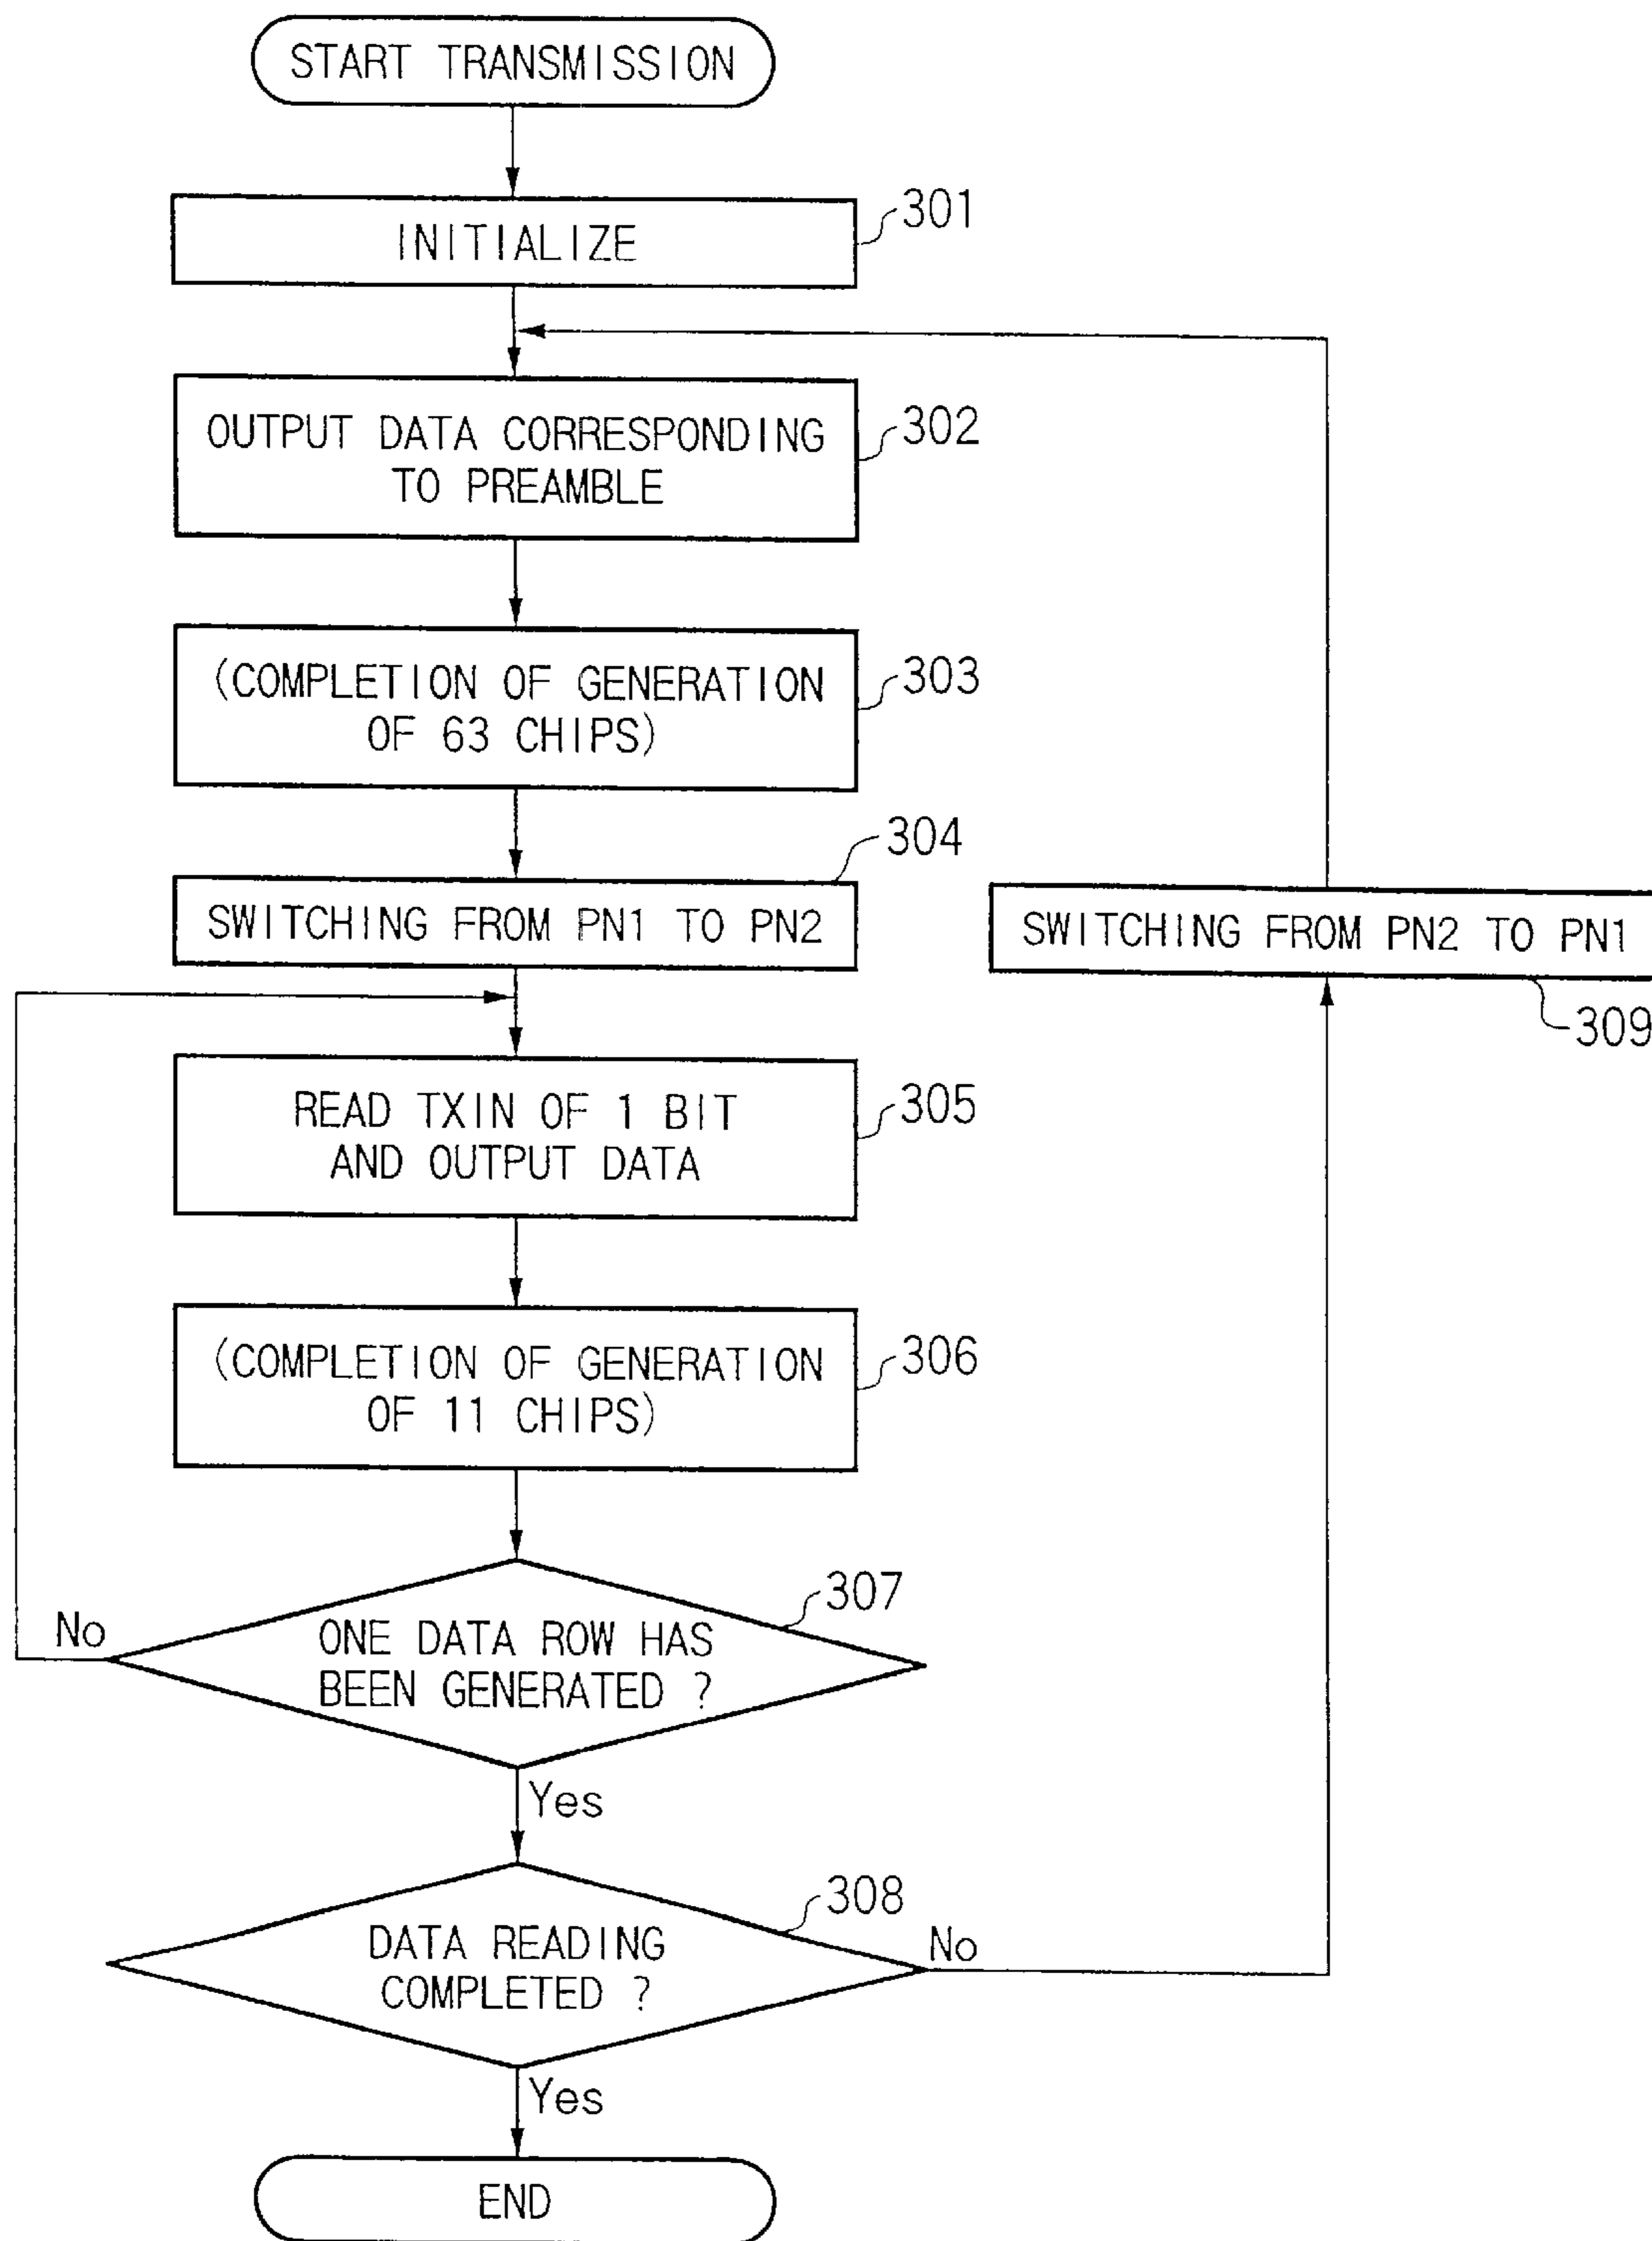 START TRANSMISSION
301
INITIALIZE
302
OUTPUT DATA CORRESPONDING
TO PREAMBLE
303
(COMPLETION OF GENERATION
OF 63 CHIPS)
304
SWITCHING FROM PN1 TO PN2
SWITCHING FROM PN2 TO PN1
309
305
READ TXIN OF 1 BIT
AND OUTPUT DATA
306
(COMPLETION OF GENERATION
OF 11 CHIPS)
307
No
ONE DATA ROW HAS
BEEN GENERATED ?
Yes
308
DATA READING
COMPLETED ?
No
Yes
END